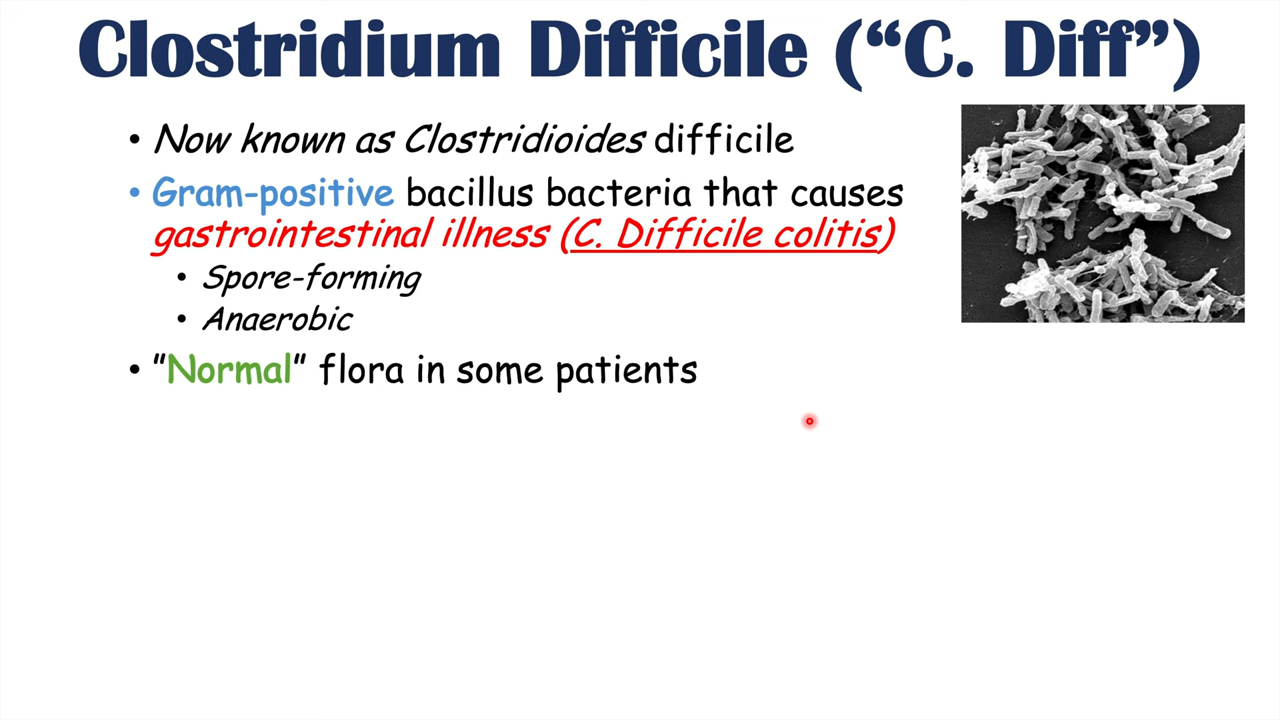 Clostridium Difficile (“C. Diff”)
• Now known as Clostridioides difficile
• Gram-positive bacillus bacteria that causes
gastrointestinal illness (C. Difficile colitis)
• Spore-forming
• Anaerobic
• "Normal" flora in some patients